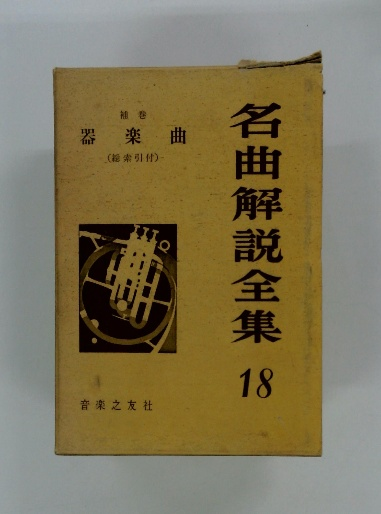 名曲解説全集 18
補巻
器楽曲
(総索引付)
音楽之友社